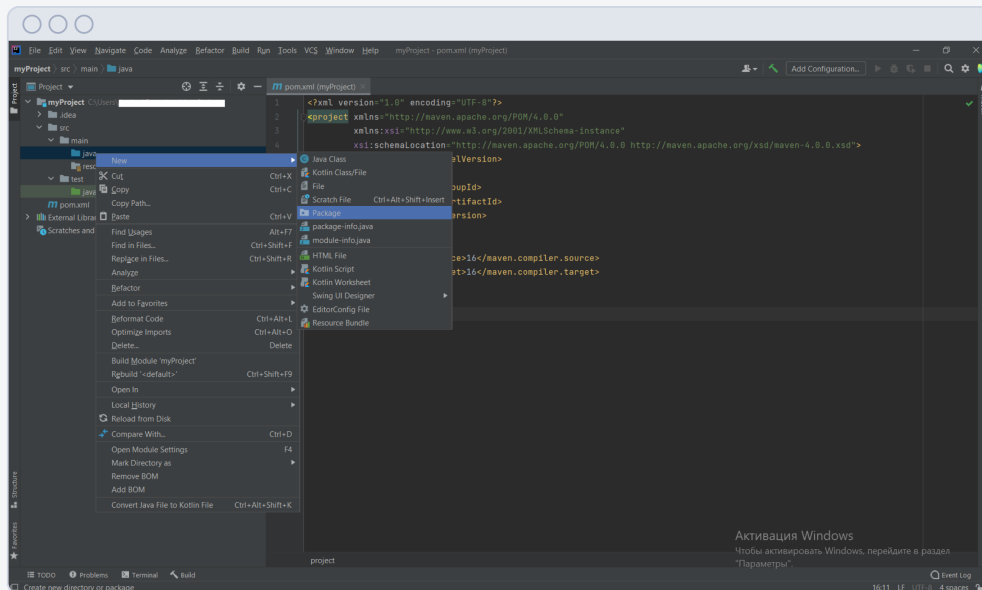 File Edit View Navigate Code Analyze Refactor Build Run Tools VCS Window Help myProject - pom.xml (myProject)
myProject src main java
Add Configuration...
Project
pom.xml (myProject)
Project
myProject C:\Users\
.idea
src
main
java
test
java
pom.xml
External Librar
Scratches and
New
Cut Ctrl+X
Copy Ctrl+C
Copy Path...
Paste Ctrl+V
Find Usages Alt+F7
Find in Files... Ctrl+Shift+F
Replace in Files... Ctrl+Shift+R
Analyze
Refactor
Add to Favorites
Reformat Code Ctrl+Alt+L
Optimize Imports Ctrl+Alt+O
Delete... Delete
Build Module 'myProject'
Rebuild '<default>' Ctrl+Shift+F9
Open In
Local History
Reload from Disk
Compare With... Ctrl+D
Open Module Settings F4
Mark Directory as
Remove BOM
Add BOM
Convert Java File to Kotlin File Ctrl+Alt+Shift+K
Java Class
Kotlin Class/File
File
Scratch File Ctrl+Alt+Shift+Insert
Package
package-info.java
module-info.java
HTML File
Kotlin Script
Kotlin Worksheet
Swing UI Designer
EditorConfig File
Resource Bundle
1 <?xml version="1.0" encoding="UTF-8"?>
2 <project xmlns="http://maven.apache.org/POM/4.0.0"
3 xmlns:xsi="http://www.w3.org/2001/XMLSchema-instance"
4 xsi:schemaLocation="http://maven.apache.org/POM/4.0.0 http://maven.apache.org/xsd/maven-4.0.0.xsd">
elVersion>
oupId>
rtifactId>
ersion>
ce>16</maven.compiler.source>
et>16</maven.compiler.target>
Structure
Favorites
Активация Windows
Чтобы активировать Windows, перейдите в раздел
"Параметры".
project
TODO Problems Terminal Build Event Log
Create new directory or package 16:11 LF UTF-8 4 spaces